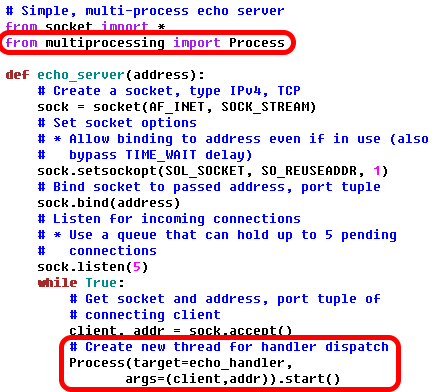 # Simple, multi-process echo server
from socket import *
from multiprocessing import Process
def echo_server(address):
# Create a socket, type IPv4, TCP
sock = socket(AF_INET, SOCK_STREAM)
# Set socket options
# * Allow binding to address even if in use (also
#   bypass TIME_WAIT delay)
sock.setsockopt(SOL_SOCKET, SO_REUSEADDR, 1)
# Bind socket to passed address, port tuple
sock.bind(address)
# Listen for incoming connections
# * Use a queue that can hold up to 5 pending
#   connections
sock.listen(5)
while True:
# Get socket and address, port tuple of
# connecting client
client, addr = sock.accept()
# Create new thread for handler dispatch
Process(target=echo_handler,
args=(client,addr)).start()